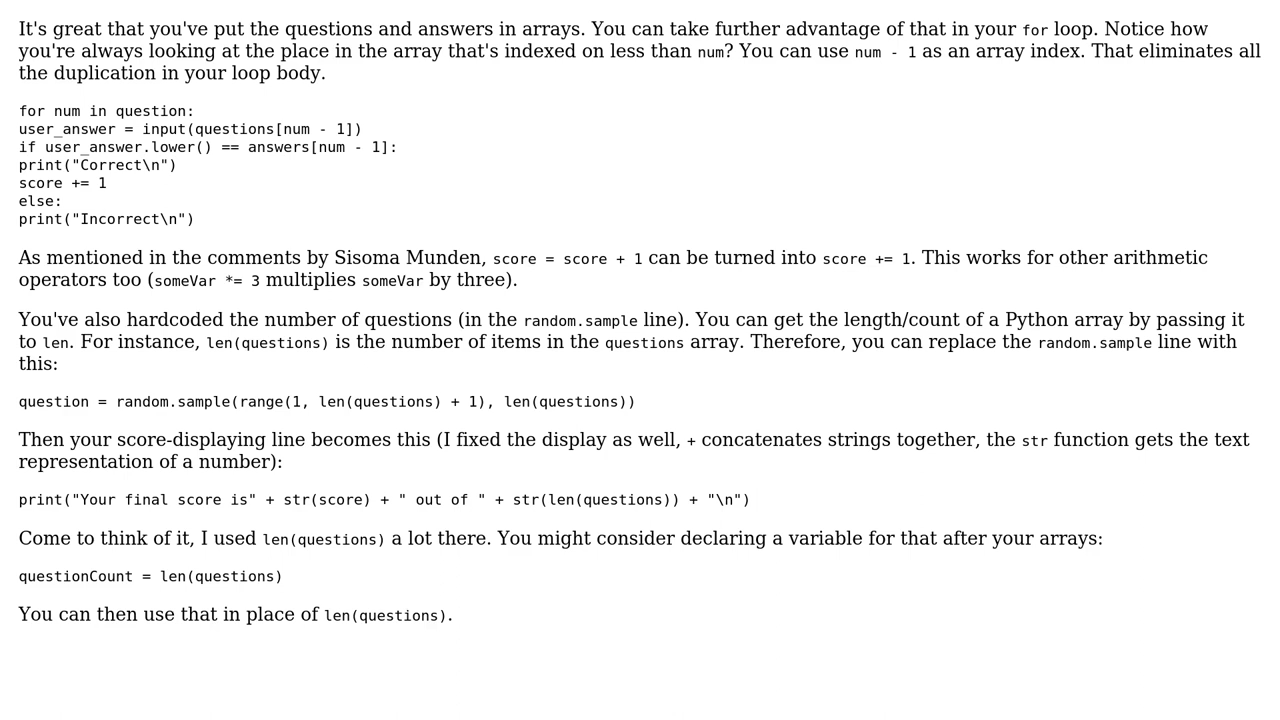 It's great that you've put the questions and answers in arrays. You can take further advantage of that in your for loop. Notice how
you're always looking at the place in the array that's indexed on less than num? You can use num - 1 as an array index. That eliminates all
the duplication in your loop body.
for num in question:
user_answer = input(questions[num - 1])
if user_answer.lower() == answers[num - 1]:
print("Correct\n")
score += 1
else:
print("Incorrect\n")
As mentioned in the comments by Sisoma Munden, score = score + 1 can be turned into score += 1. This works for other arithmetic
operators too (someVar *= 3 multiplies someVar by three).
You've also hardcoded the number of questions (in the random.sample line). You can get the length/count of a Python array by passing it
to len. For instance, len(questions) is the number of items in the questions array. Therefore, you can replace the random.sample line with
this:
question = random.sample(range(1, len(questions) + 1), len(questions))
Then your score-displaying line becomes this (I fixed the display as well, + concatenates strings together, the str function gets the text
representation of a number):
print("Your final score is" + str(score) + " out of " + str(len(questions)) + "\n")
Come to think of it, I used len(questions) a lot there. You might consider declaring a variable for that after your arrays:
questionCount = len(questions)
You can then use that in place of len(questions).